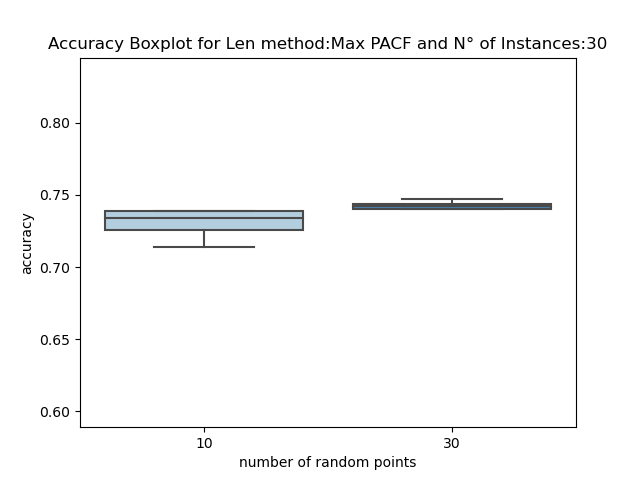 Accuracy Boxplot for Len method:Max PACF and N° of Instances:30
0.80
0.75
0.70
0.65
0.60
accuracy
10 30
number of random points